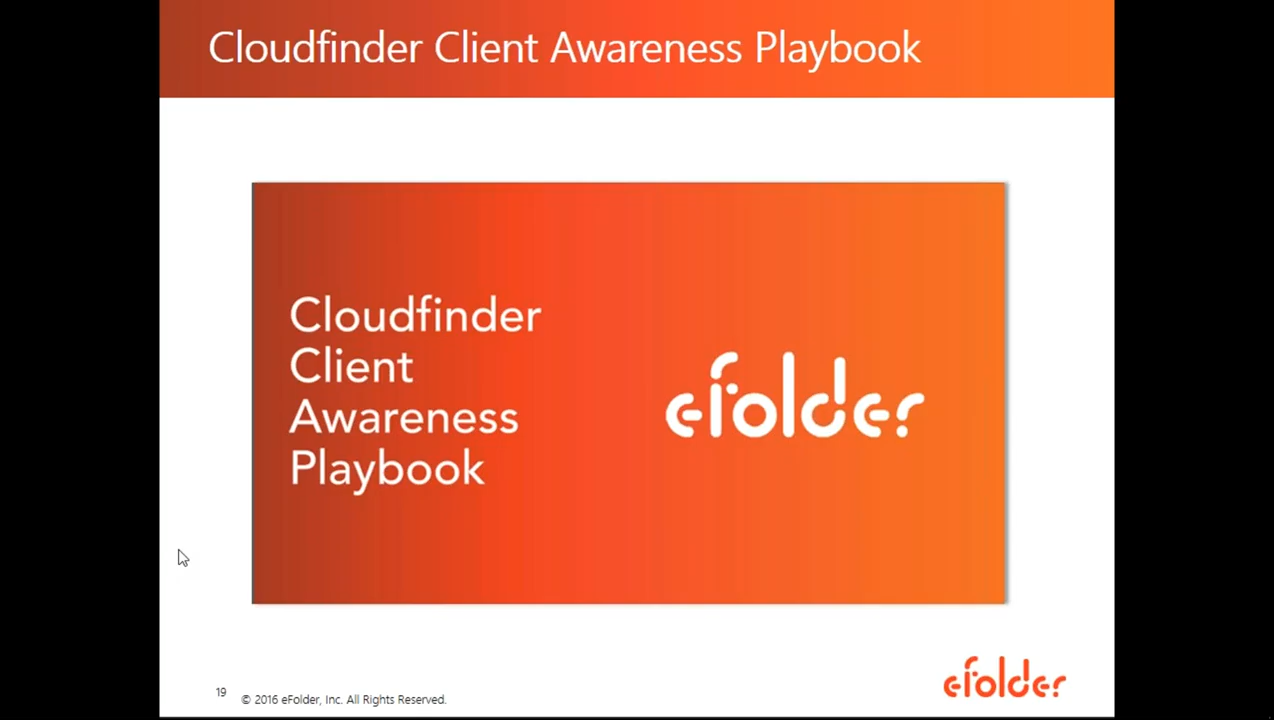 Cloudfinder Client Awareness Playbook
Cloudfinder
Client
Awareness
Playbook
eFolder
19
© 2016 eFolder, Inc. All Rights Reserved.
eFolder